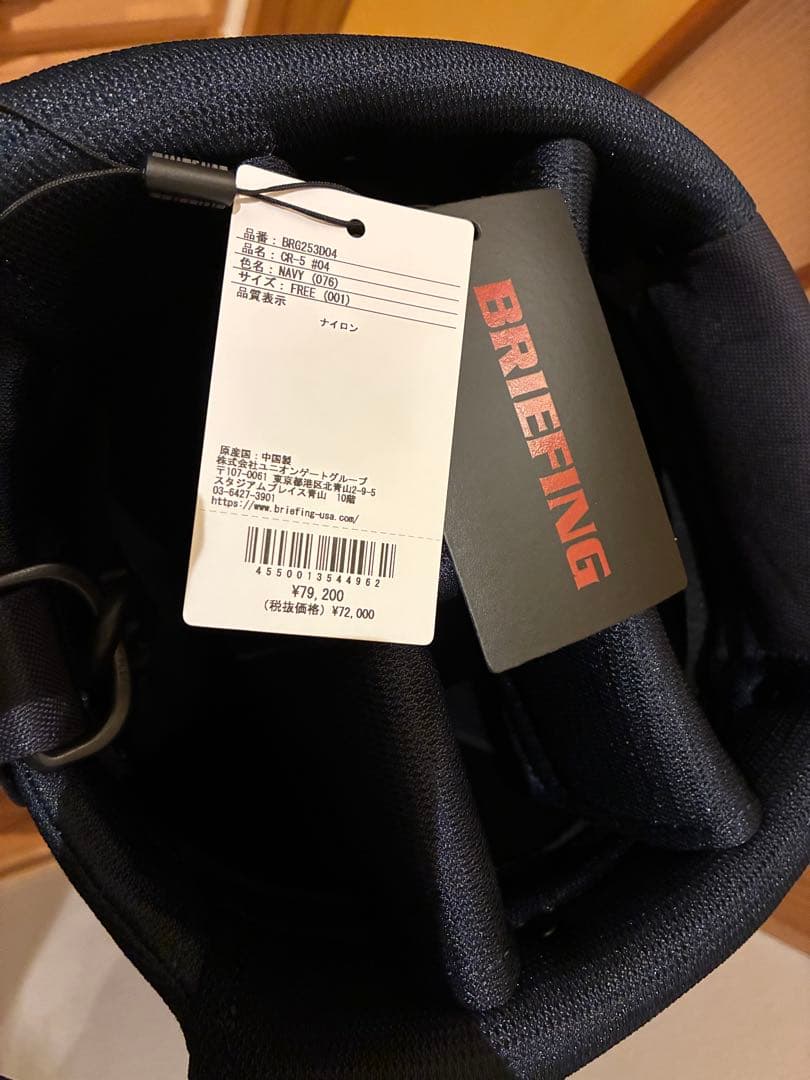 品番：BRG253D04
品名：CR-5 #04
色名：NAVY (076)
サイズ：FREE (001)
品質表示
ナイロン
原産国：中国製
株式会社ユニオンゲートグループ
〒107-0061 東京都港区北青山2-9-5
スタジアムプレイス青山 10階
03-6427-3901
https://www.briefing-usa.com/
4550013544962
¥79,200
(税抜価格) ¥72,000
BRIEFING